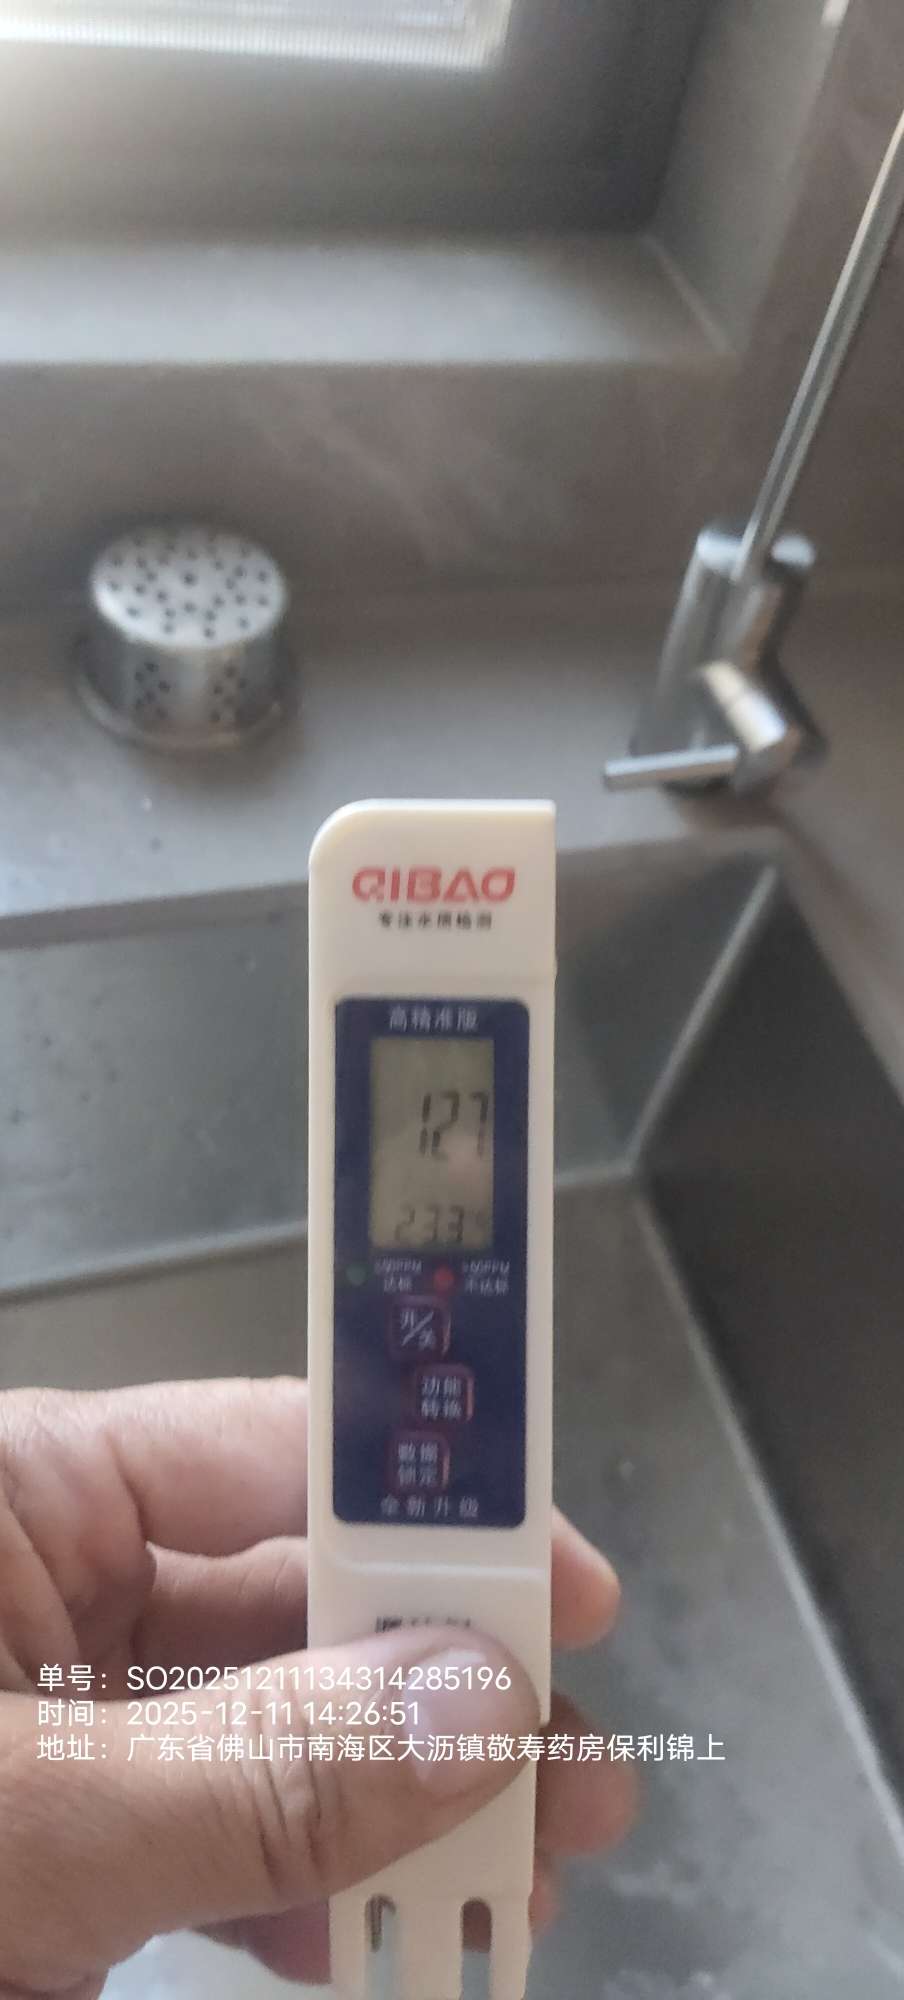 QIBAO
专注水质检测
高精准版
127
23.3℃
达标
不达标
开/关
功能
转换
数据
锁定
全新升级
单号：SO20251211134314285196
时间：2025-12-11 14:26:51
地址：广东省佛山市南海区大沥镇敬寿药房保利锦上